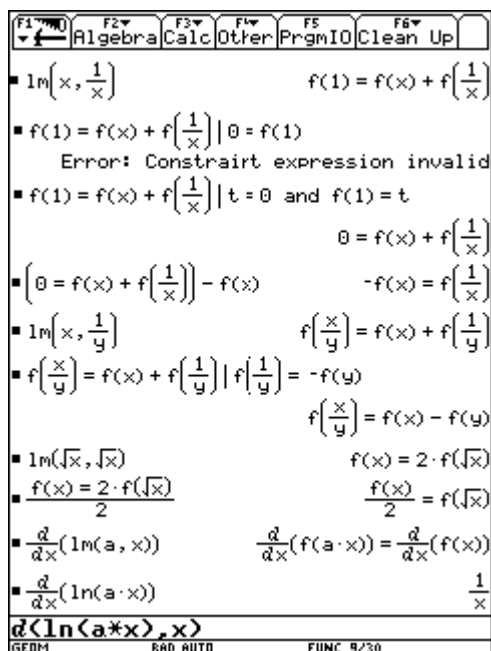 F1 F2 Algebra F3 Calc F4 Other F5 PrgmIO F6 Clean Up
▪ lm(x, 1/x) f(1) = f(x) + f(1/x)
▪ f(1) = f(x) + f(1/x) | 0 = f(1)
Error: Constrairt expression invalid
▪ f(1) = f(x) + f(1/x) | t = 0 and f(1) = t
0 = f(x) + f(1/x)
▪ (0 = f(x) + f(1/x)) - f(x) -f(x) = f(1/x)
▪ lm(x, 1/y) f(x/y) = f(x) + f(1/y)
▪ f(x/y) = f(x) + f(1/y) | f(1/y) = -f(y)
f(x/y) = f(x) - f(y)
▪ lm(√x, √x) f(x) = 2·f(√x)
▪ (f(x) = 2·f(√x))/2 f(x)/2 = f(√x)
▪ d/dx(lm(a, x)) d/dx(f(a·x)) = d/dx(f(x))
▪ d/dx(ln(a·x)) 1/x
d(ln(a*x),x)
GEOM RAD AUTO FUNC 9/30